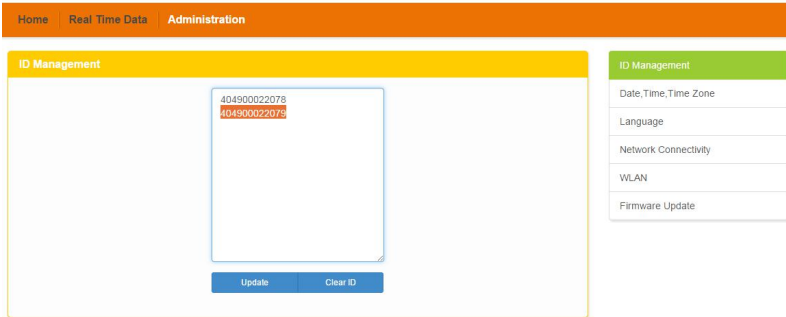 Home Real Time Data Administration
ID Management
404900022078
404900022079
Update Clear ID
ID Management
Date,Time,Time Zone
Language
Network Connectivity
WLAN
Firmware Update